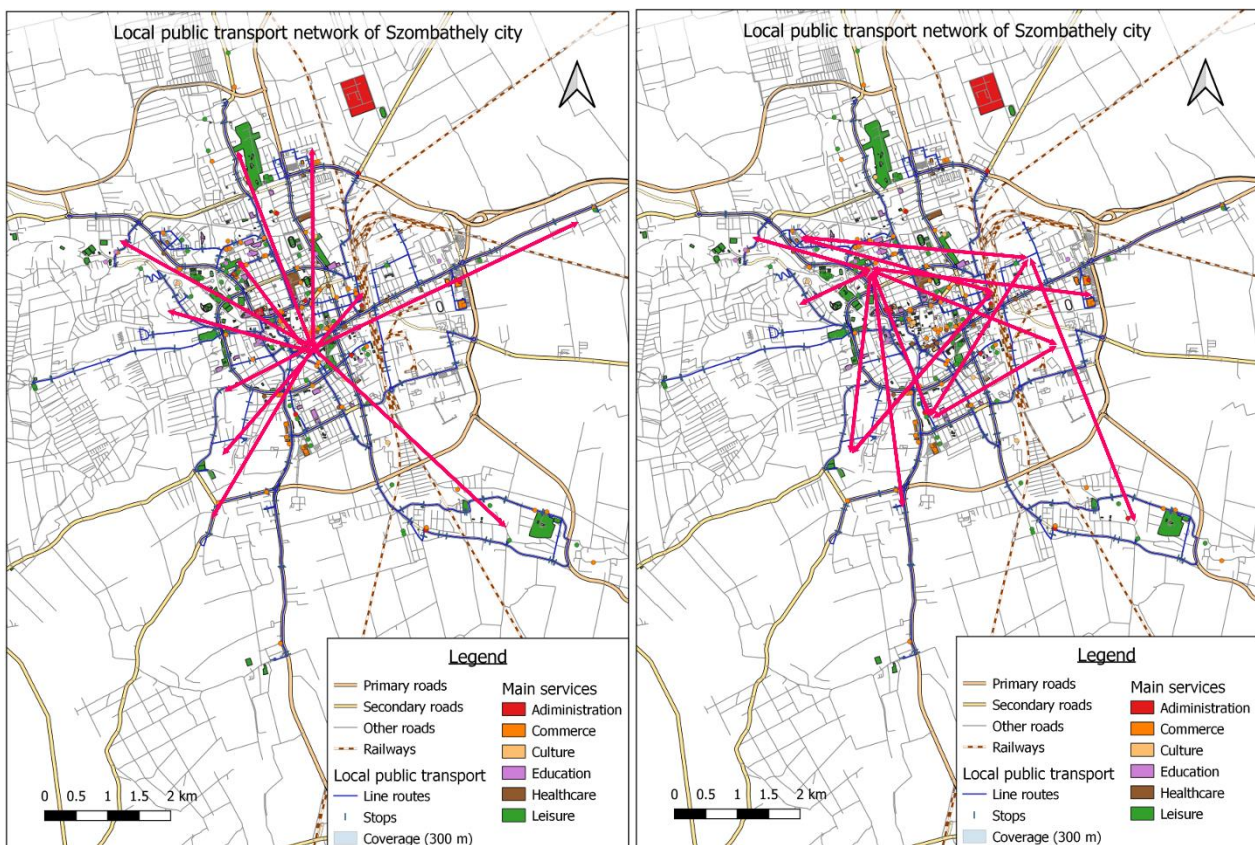 Local public transport network of Szombathely city
Legend
Primary roads
Secondary roads
Other roads
Railways
Local public transport
Line routes
Stops
Coverage (300 m)
Main services
Adiministration
Commerce
Culture
Education
Healthcare
Leisure
0 0.5 1 1.5 2 km
Local public transport network of Szombathely city
Legend
Primary roads
Secondary roads
Other roads
Railways
Local public transport
Line routes
Stops
Coverage (300 m)
Main services
Adiministration
Commerce
Culture
Education
Healthcare
Leisure
0 0.5 1 1.5 2 km